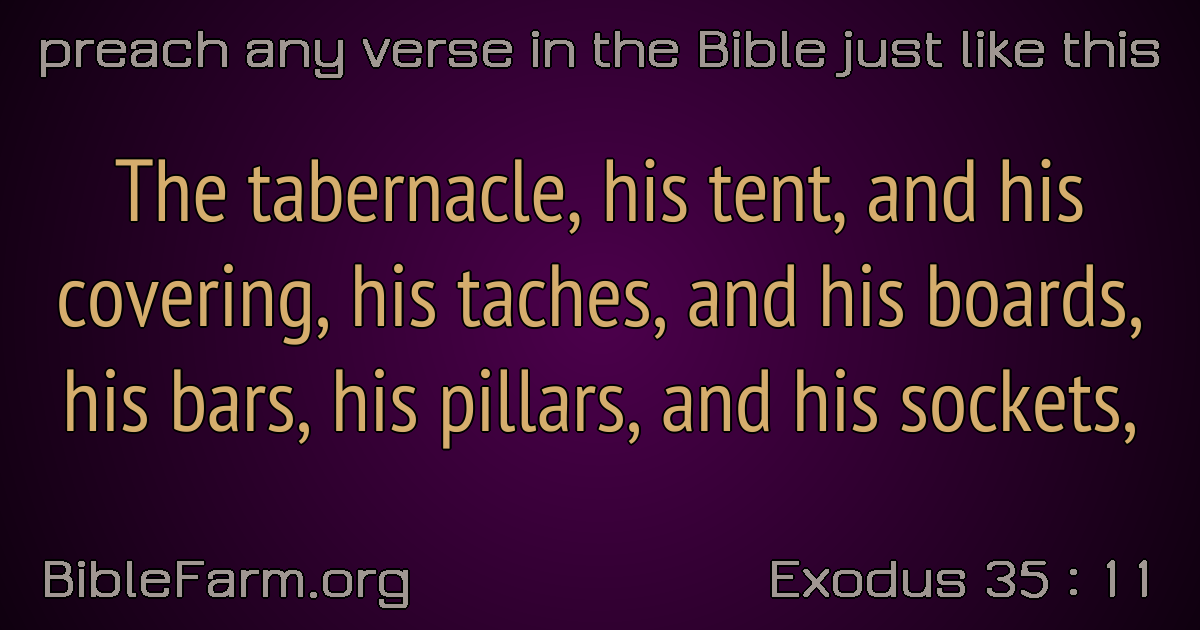 preach any verse in the Bible just like this
The tabernacle, his tent, and his
covering, his taches, and his boards,
his bars, his pillars, and his sockets,
BibleFarm.org
Exodus 35 : 11